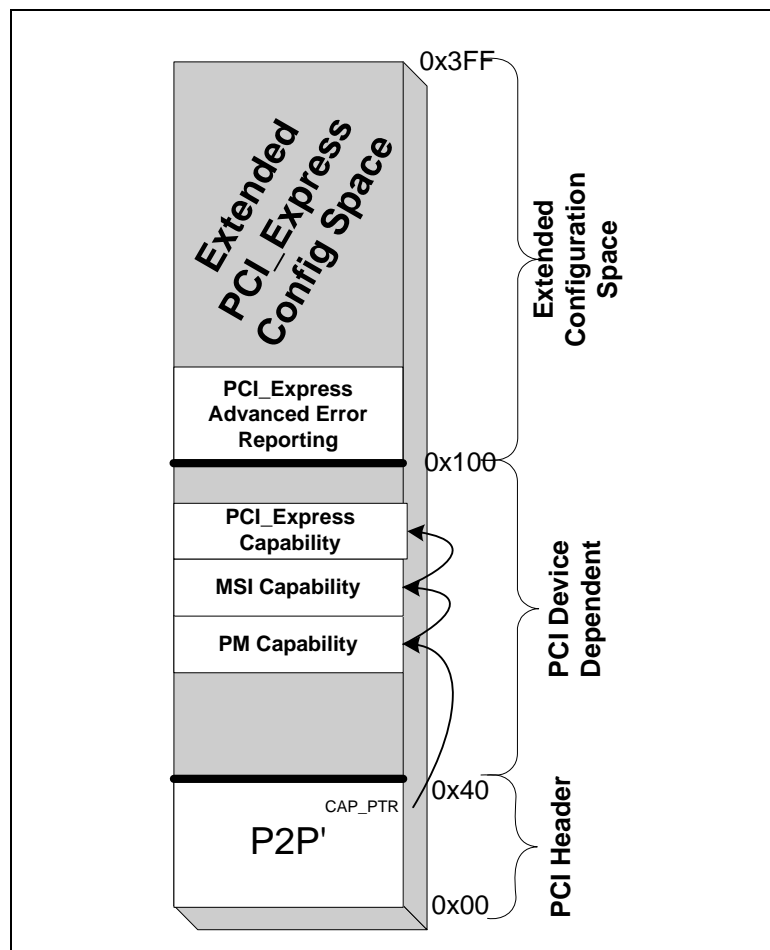 0x3FF
Extended
PCI_Express
Config Space
Extended
Configuration
Space
PCI_Express
Advanced Error
Reporting
0x100
PCI_Express
Capability
MSI Capability
PM Capability
PCI Device
Dependent
0x40
CAP_PTR
P2P'
PCI Header
0x00